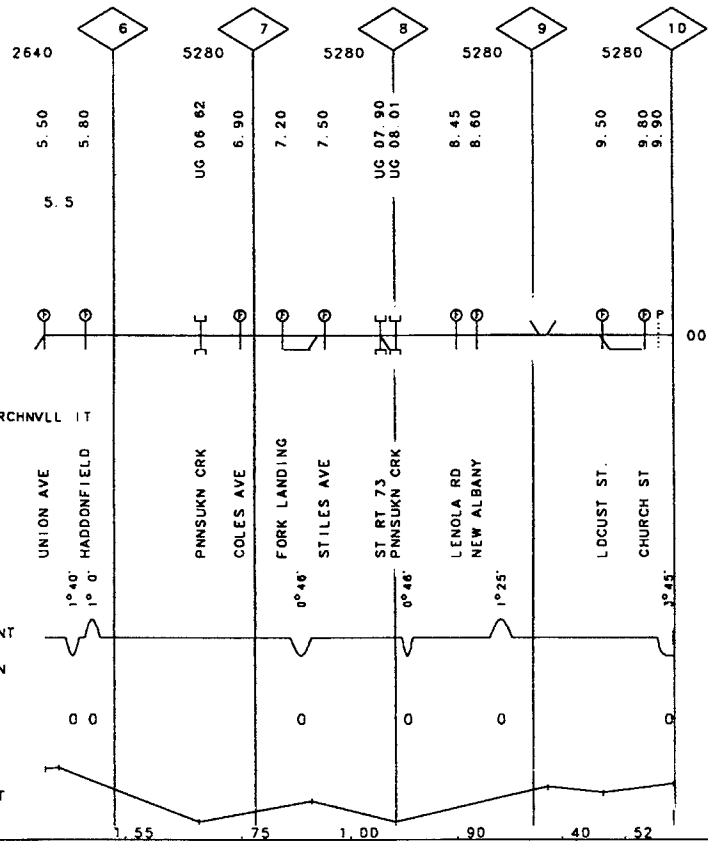 6 7 8 9 10
2640 5280 5280 5280 5280
5.50 5.80 UG 06 62 6.90 7.20 7.50 UG 07.90 UG 08.01 8.45 8.60 9.50 9.80 9.90
5.5
F F F F F F F F F P
00
RCHNVLL IT
UNION AVE
HADDONFIELD
PNNSUKN CRK
COLES AVE
FORK LANDING
STILES AVE
ST RT 73
PNNSUKN CRK
LENOLA RD
NEW ALBANY
LOCUST ST.
CHURCH ST
1°40' 1°0' 0°46' 0°46' 1°25' 3°45'
NT
N
0 0 0 0 0 0
T
1.55 .75 1.00 .90 .40 .52